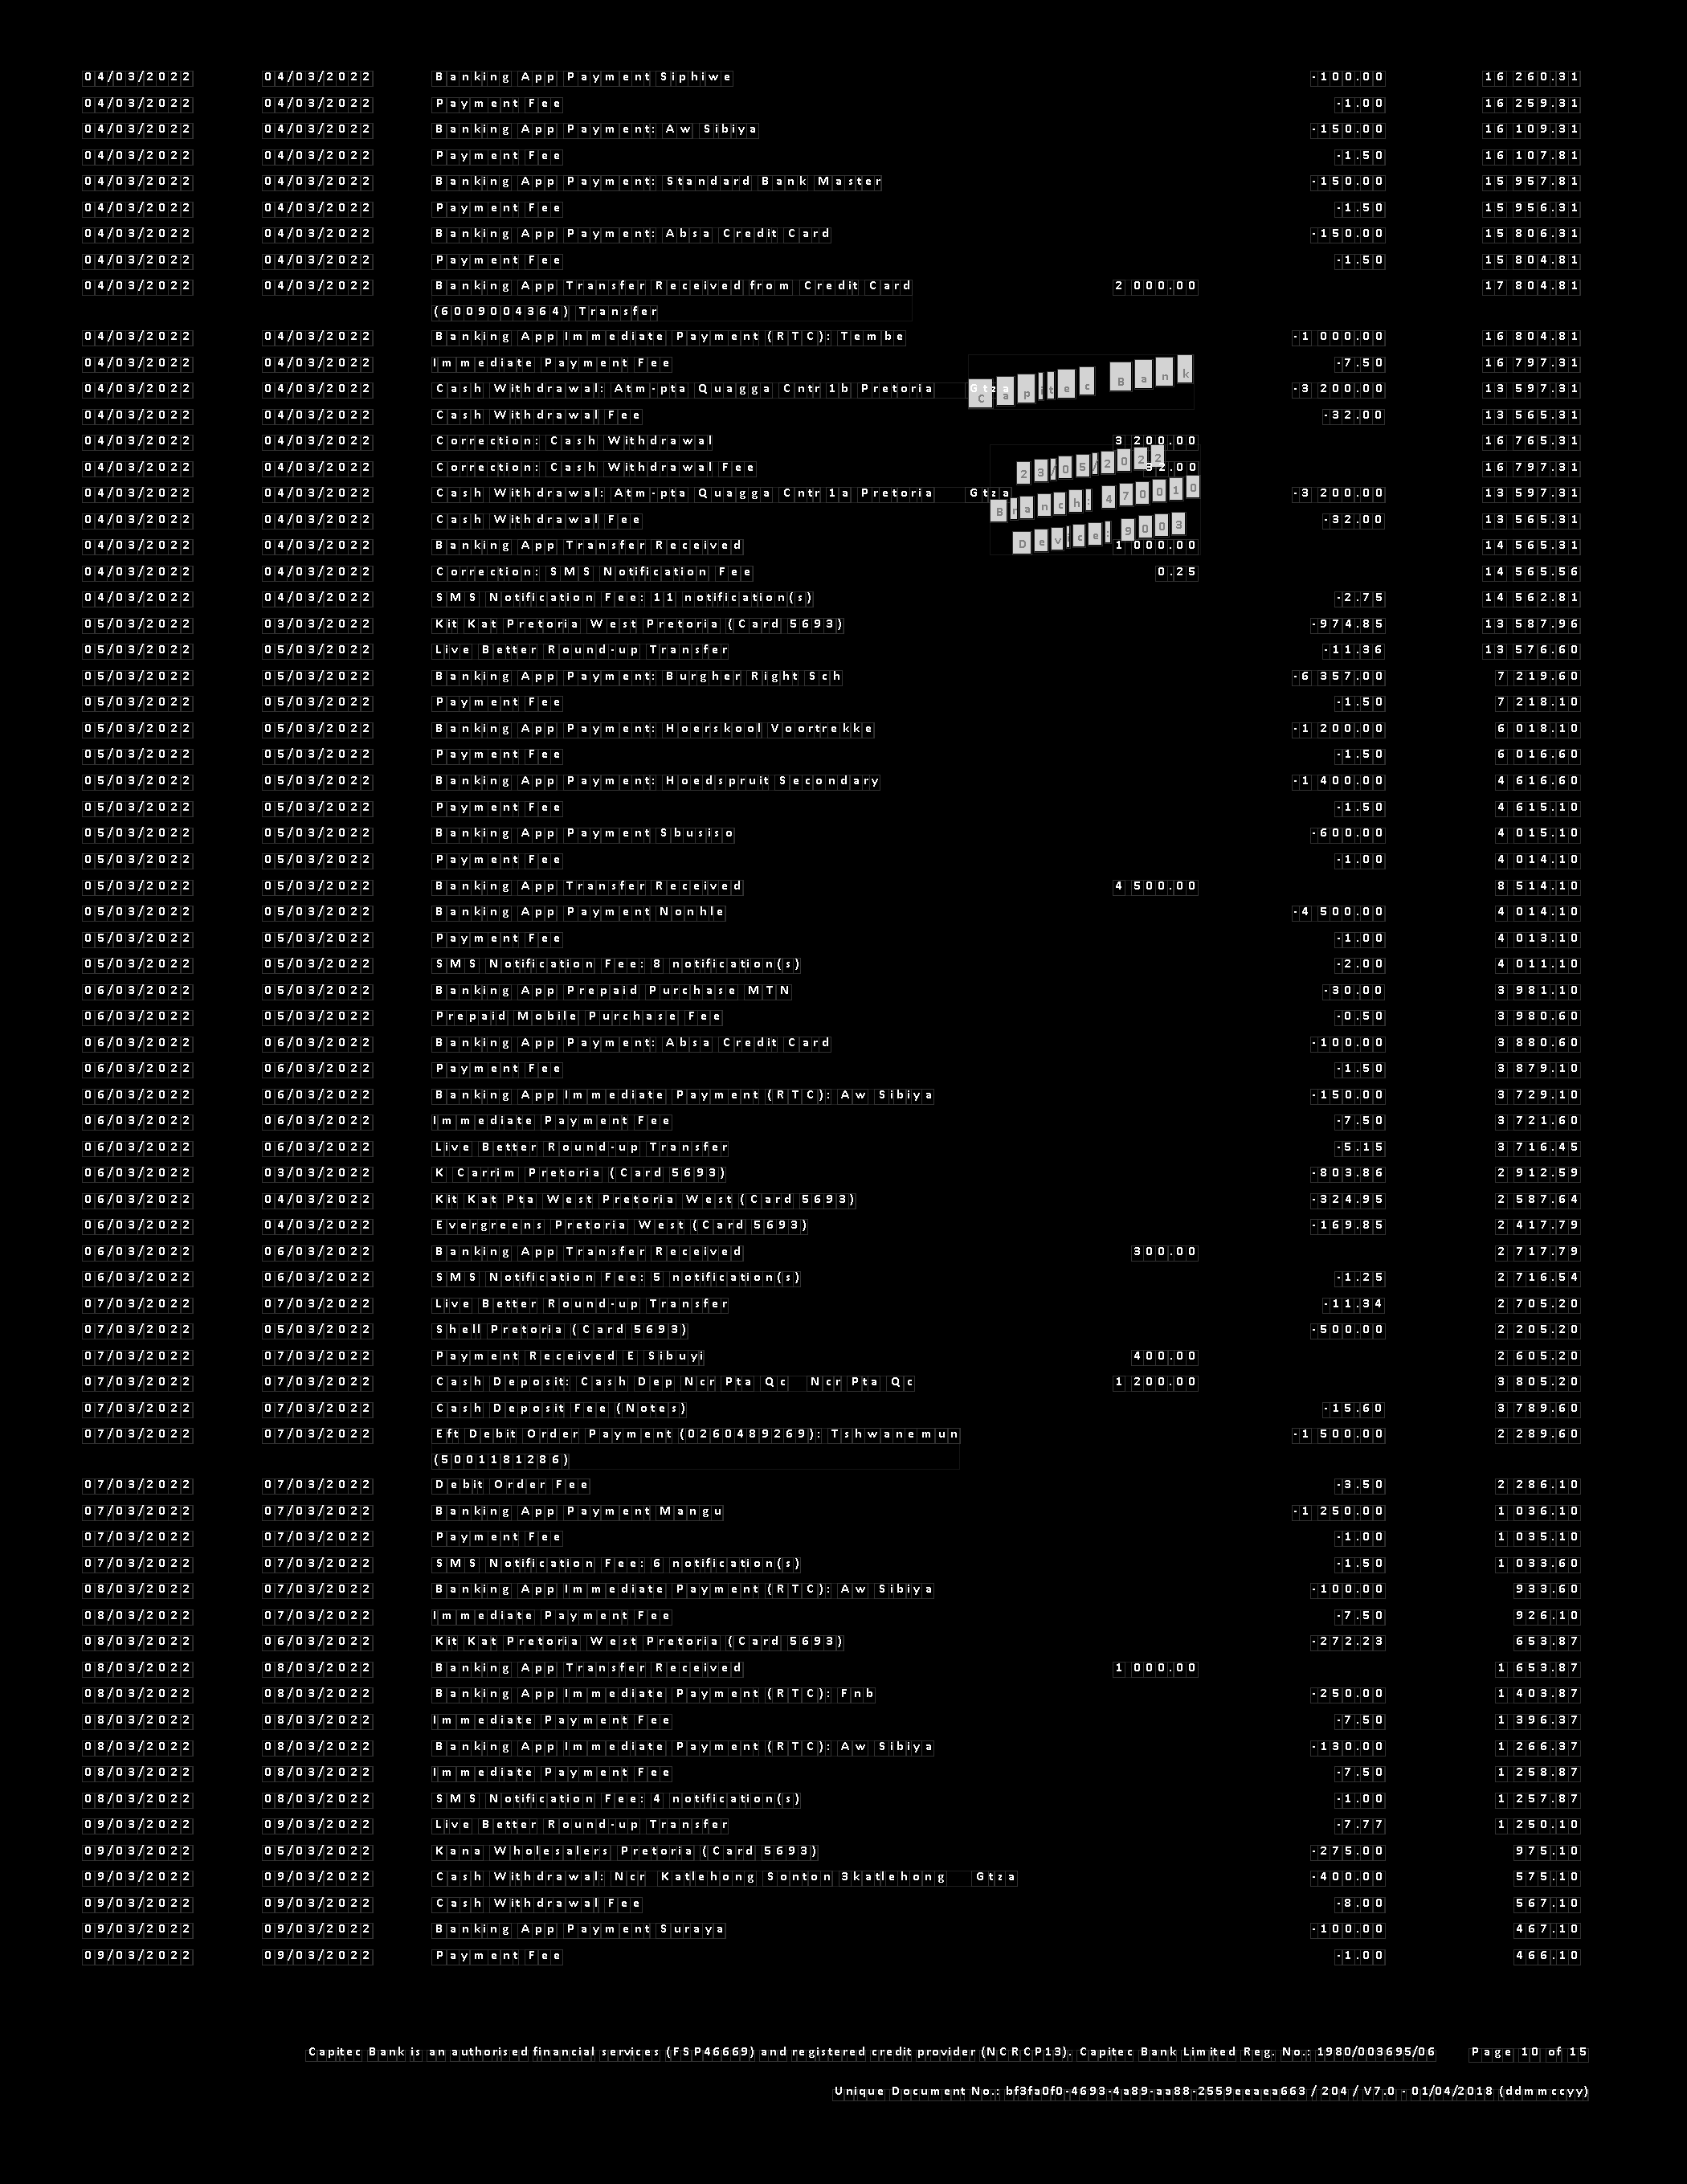 04/03/2022 04/03/2022 Banking App Payment Siphiwe -100.00 16 260.31
04/03/2022 04/03/2022 Payment Fee -1.00 16 259.31
04/03/2022 04/03/2022 Banking App Payment: Aw Sibiya -150.00 16 109.31
04/03/2022 04/03/2022 Payment Fee -1.50 16 107.81
04/03/2022 04/03/2022 Banking App Payment: Standard Bank Master -150.00 15 957.81
04/03/2022 04/03/2022 Payment Fee -1.50 15 956.31
04/03/2022 04/03/2022 Banking App Payment: Absa Credit Card -150.00 15 806.31
04/03/2022 04/03/2022 Payment Fee -1.50 15 804.81
04/03/2022 04/03/2022 Banking App Transfer Received from Credit Card 2 000.00 17 804.81
(6009004364) Transfer
04/03/2022 04/03/2022 Banking App Immediate Payment (RTC): Tembe -1 000.00 16 804.81
04/03/2022 04/03/2022 Immediate Payment Fee -7.50 16 797.31
Capitec Bank
04/03/2022 04/03/2022 Cash Withdrawal: Atm-pta Quagga Cntr1b Pretoria Gtza -3 200.00 13 597.31
04/03/2022 04/03/2022 Cash Withdrawal Fee -32.00 13 565.31
04/03/2022 04/03/2022 Correction: Cash Withdrawal 3 200.00 16 765.31
23/05/2022
04/03/2022 04/03/2022 Correction: Cash Withdrawal Fee 32.00 16 797.31
04/03/2022 04/03/2022 Cash Withdrawal: Atm-pta Quagga Cntr1a Pretoria Gtza -3 200.00 13 597.31
Branch: 470010
04/03/2022 04/03/2022 Cash Withdrawal Fee -32.00 13 565.31
Device: 9003
04/03/2022 04/03/2022 Banking App Transfer Received 1 000.00 14 565.31
04/03/2022 04/03/2022 Correction: SMS Notification Fee 0.25 14 565.56
04/03/2022 04/03/2022 SMS Notification Fee: 11 notification(s) -2.75 14 562.81
05/03/2022 03/03/2022 Kit Kat Pretoria West Pretoria (Card 5693) -974.85 13 587.96
05/03/2022 05/03/2022 Live Better Round-up Transfer -11.36 13 576.60
05/03/2022 05/03/2022 Banking App Payment: Burgher Right Sch -6 357.00 7 219.60
05/03/2022 05/03/2022 Payment Fee -1.50 7 218.10
05/03/2022 05/03/2022 Banking App Payment: Hoerskool Voortrekke -1 200.00 6 018.10
05/03/2022 05/03/2022 Payment Fee -1.50 6 016.60
05/03/2022 05/03/2022 Banking App Payment: Hoedspruit Secondary -1 400.00 4 616.60
05/03/2022 05/03/2022 Payment Fee -1.50 4 615.10
05/03/2022 05/03/2022 Banking App Payment Sbusiso -600.00 4 015.10
05/03/2022 05/03/2022 Payment Fee -1.00 4 014.10
05/03/2022 05/03/2022 Banking App Transfer Received 4 500.00 8 514.10
05/03/2022 05/03/2022 Banking App Payment Nonhle -4 500.00 4 014.10
05/03/2022 05/03/2022 Payment Fee -1.00 4 013.10
05/03/2022 05/03/2022 SMS Notification Fee: 8 notification(s) -2.00 4 011.10
06/03/2022 05/03/2022 Banking App Prepaid Purchase MTN -30.00 3 981.10
06/03/2022 05/03/2022 Prepaid Mobile Purchase Fee -0.50 3 980.60
06/03/2022 06/03/2022 Banking App Payment: Absa Credit Card -100.00 3 880.60
06/03/2022 06/03/2022 Payment Fee -1.50 3 879.10
06/03/2022 06/03/2022 Banking App Immediate Payment (RTC): Aw Sibiya -150.00 3 729.10
06/03/2022 06/03/2022 Immediate Payment Fee -7.50 3 721.60
06/03/2022 06/03/2022 Live Better Round-up Transfer -5.15 3 716.45
06/03/2022 03/03/2022 K Carrim Pretoria (Card 5693) -803.86 2 912.59
06/03/2022 04/03/2022 Kit Kat Pta West Pretoria West (Card 5693) -324.95 2 587.64
06/03/2022 04/03/2022 Evergreens Pretoria West (Card 5693) -169.85 2 417.79
06/03/2022 06/03/2022 Banking App Transfer Received 300.00 2 717.79
06/03/2022 06/03/2022 SMS Notification Fee: 5 notification(s) -1.25 2 716.54
07/03/2022 07/03/2022 Live Better Round-up Transfer -11.34 2 705.20
07/03/2022 05/03/2022 Shell Pretoria (Card 5693) -500.00 2 205.20
07/03/2022 07/03/2022 Payment Received E Sibuyi 400.00 2 605.20
07/03/2022 07/03/2022 Cash Deposit: Cash Dep Ncr Pta Qc Ncr Pta Qc 1 200.00 3 805.20
07/03/2022 07/03/2022 Cash Deposit Fee (Notes) -15.60 3 789.60
07/03/2022 07/03/2022 Eft Debit Order Payment (0260489269): Tshwanemun -1 500.00 2 289.60
(5001181286)
07/03/2022 07/03/2022 Debit Order Fee -3.50 2 286.10
07/03/2022 07/03/2022 Banking App Payment Mangu -1 250.00 1 036.10
07/03/2022 07/03/2022 Payment Fee -1.00 1 035.10
07/03/2022 07/03/2022 SMS Notification Fee: 6 notification(s) -1.50 1 033.60
08/03/2022 07/03/2022 Banking App Immediate Payment (RTC): Aw Sibiya -100.00 933.60
08/03/2022 07/03/2022 Immediate Payment Fee -7.50 926.10
08/03/2022 06/03/2022 Kit Kat Pretoria West Pretoria (Card 5693) -272.23 653.87
08/03/2022 08/03/2022 Banking App Transfer Received 1 000.00 1 653.87
08/03/2022 08/03/2022 Banking App Immediate Payment (RTC): Fnb -250.00 1 403.87
08/03/2022 08/03/2022 Immediate Payment Fee -7.50 1 396.37
08/03/2022 08/03/2022 Banking App Immediate Payment (RTC): Aw Sibiya -130.00 1 266.37
08/03/2022 08/03/2022 Immediate Payment Fee -7.50 1 258.87
08/03/2022 08/03/2022 SMS Notification Fee: 4 notification(s) -1.00 1 257.87
09/03/2022 09/03/2022 Live Better Round-up Transfer -7.77 1 250.10
09/03/2022 05/03/2022 Kana Wholesalers Pretoria (Card 5693) -275.00 975.10
09/03/2022 09/03/2022 Cash Withdrawal: Ncr Katlehong Sonton 3katlehong Gtza -400.00 575.10
09/03/2022 09/03/2022 Cash Withdrawal Fee -8.00 567.10
09/03/2022 09/03/2022 Banking App Payment Suraya -100.00 467.10
09/03/2022 09/03/2022 Payment Fee -1.00 466.10
Capitec Bank is an authorised financial services (FSP46669) and registered credit provider (NCRCP13). Capitec Bank Limited Reg. No.: 1980/003695/06 Page 10 of 15
Unique Document No.: bf3fa0f0-4693-4a89-aa88-2559eeaea663 / 204 / V7.0 - 01/04/2018 (ddmmccyy)